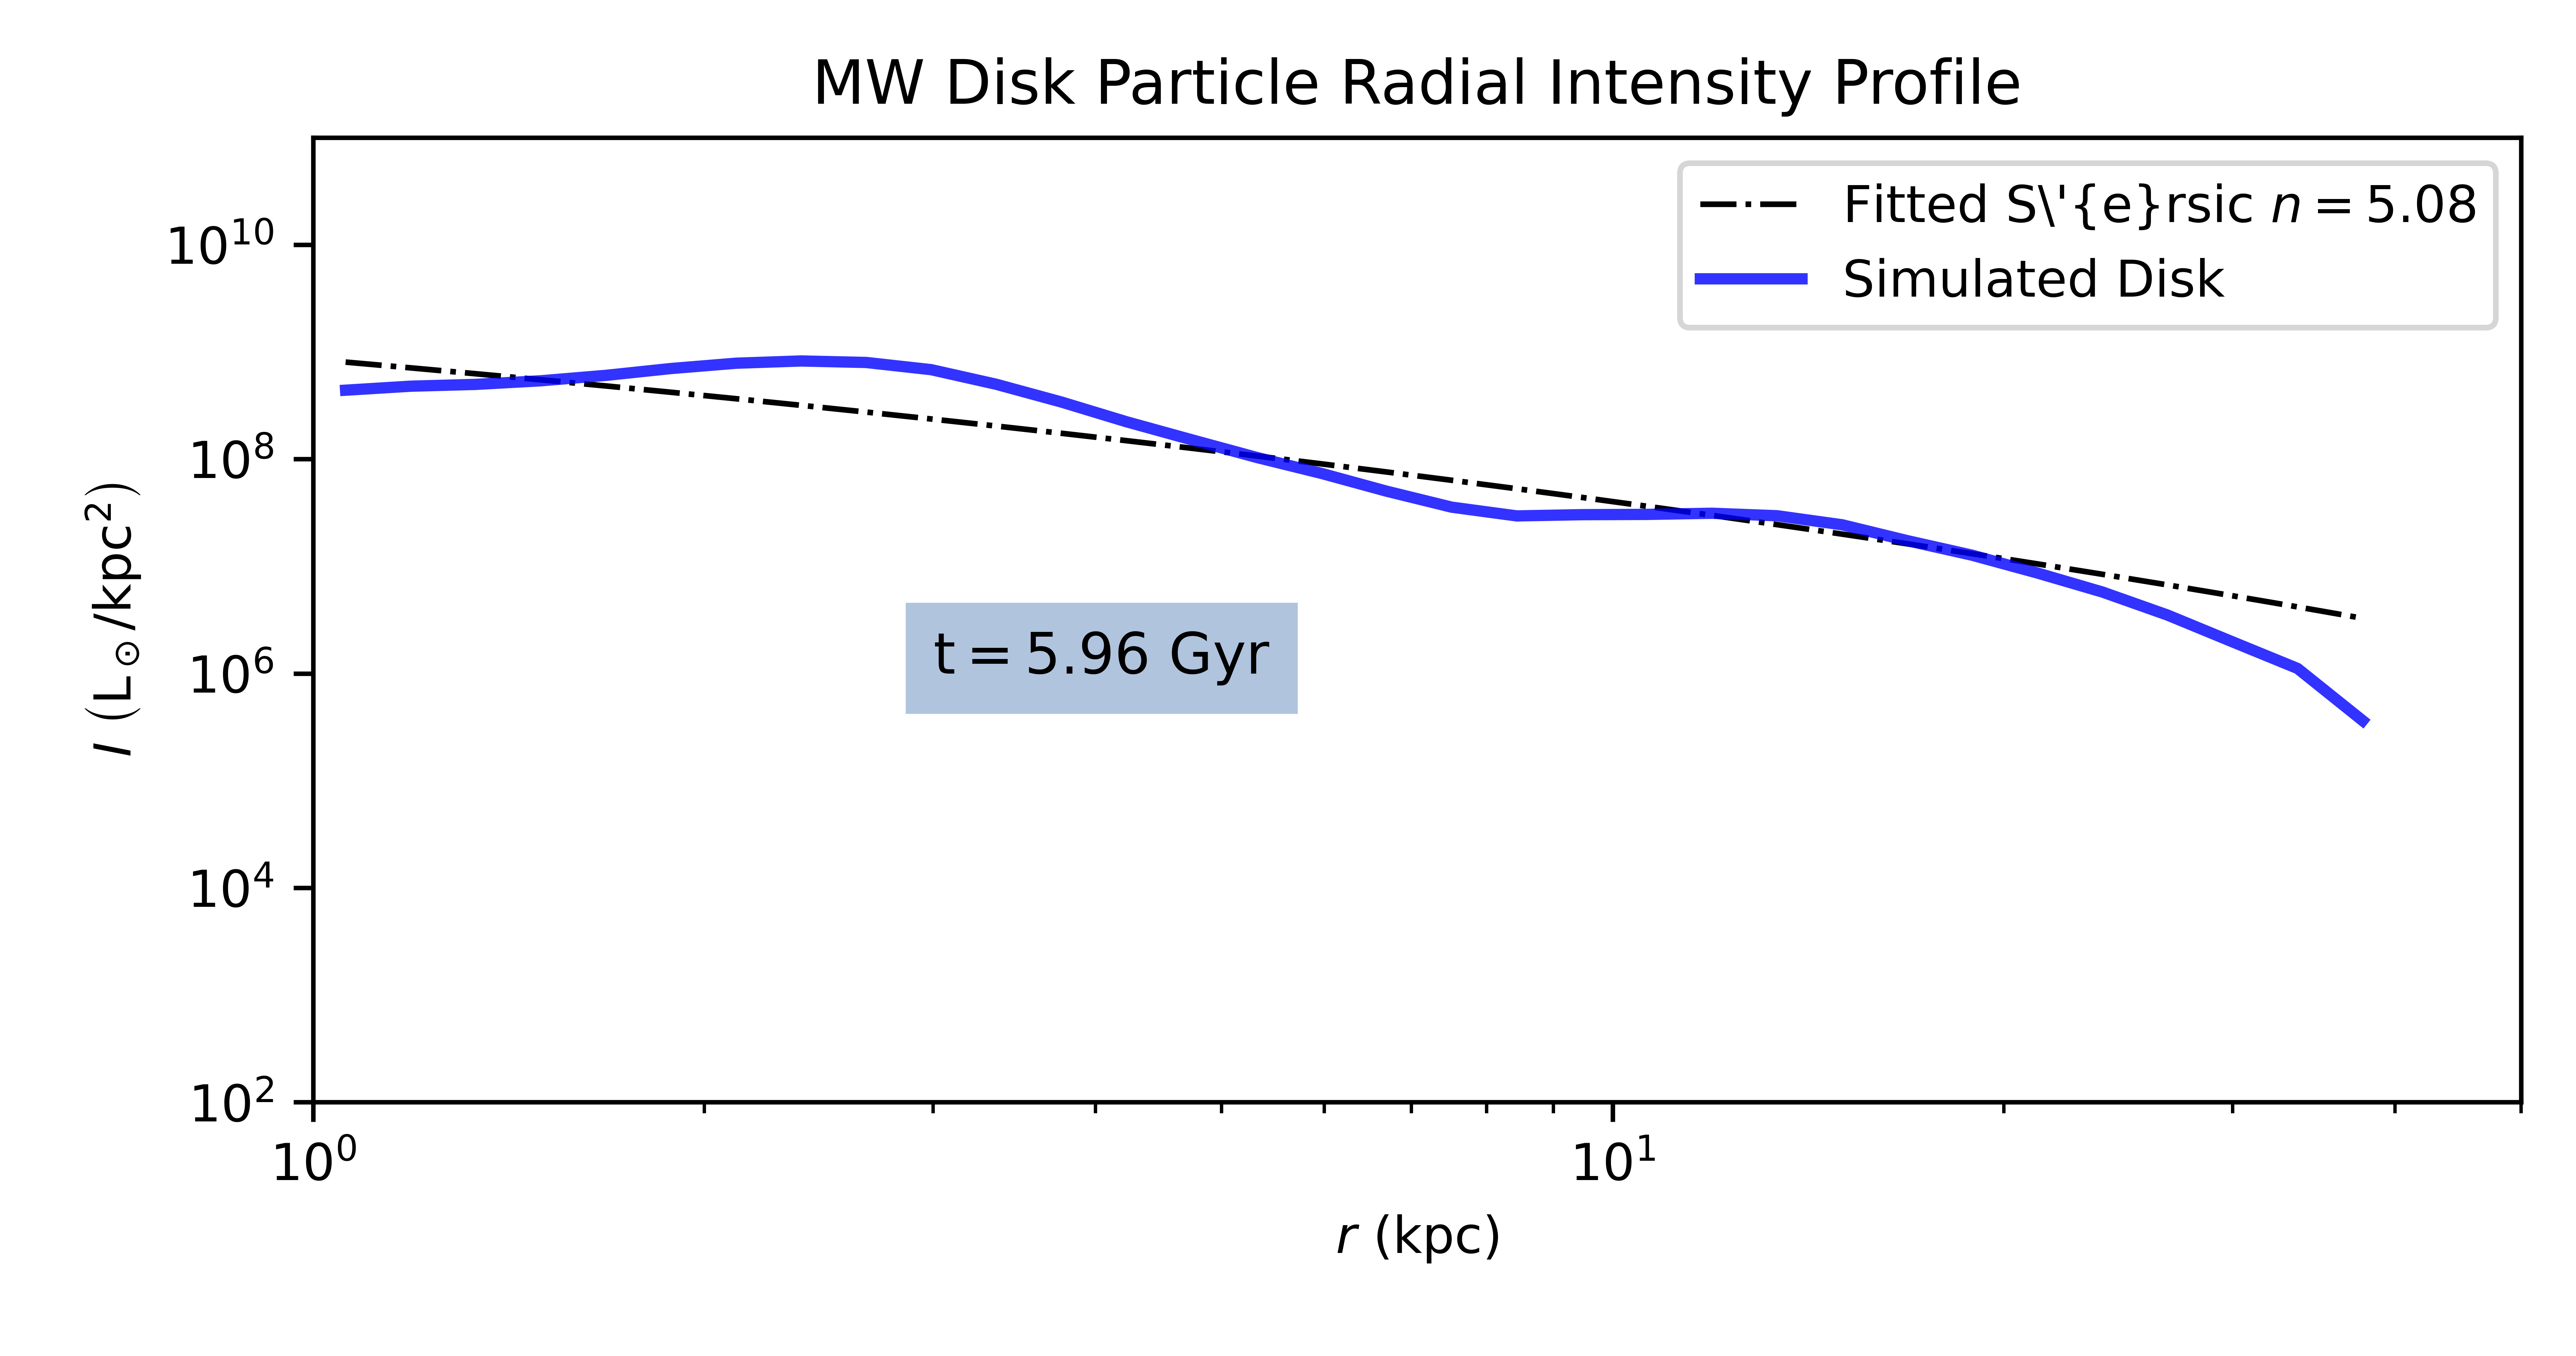 MW Disk Particle Radial Intensity Profile
Fitted S\'{e}rsic n = 5.08
Simulated Disk
10¹⁰
10⁸
10⁶
10⁴
10²
I (L☉/kpc²)
t = 5.96 Gyr
10⁰
10¹
r (kpc)